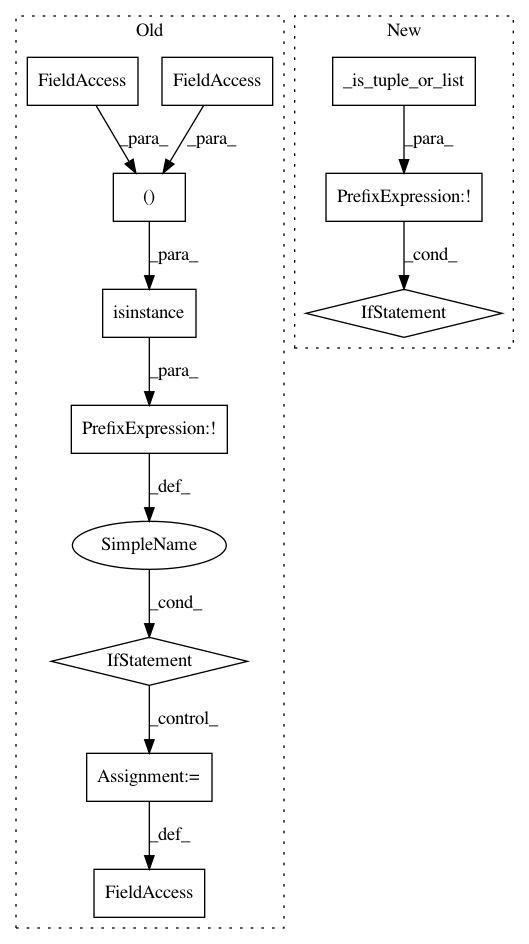 Old
New
FieldAccess
FieldAccess
_is_tuple_or_list
_para_
_para_
_para_
()
PrefixExpression:!
_para_
_cond_
isinstance
IfStatement
_para_
PrefixExpression:!
_def_
SimpleName
_cond_
IfStatement
_control_
Assignment:=
_def_
FieldAccess